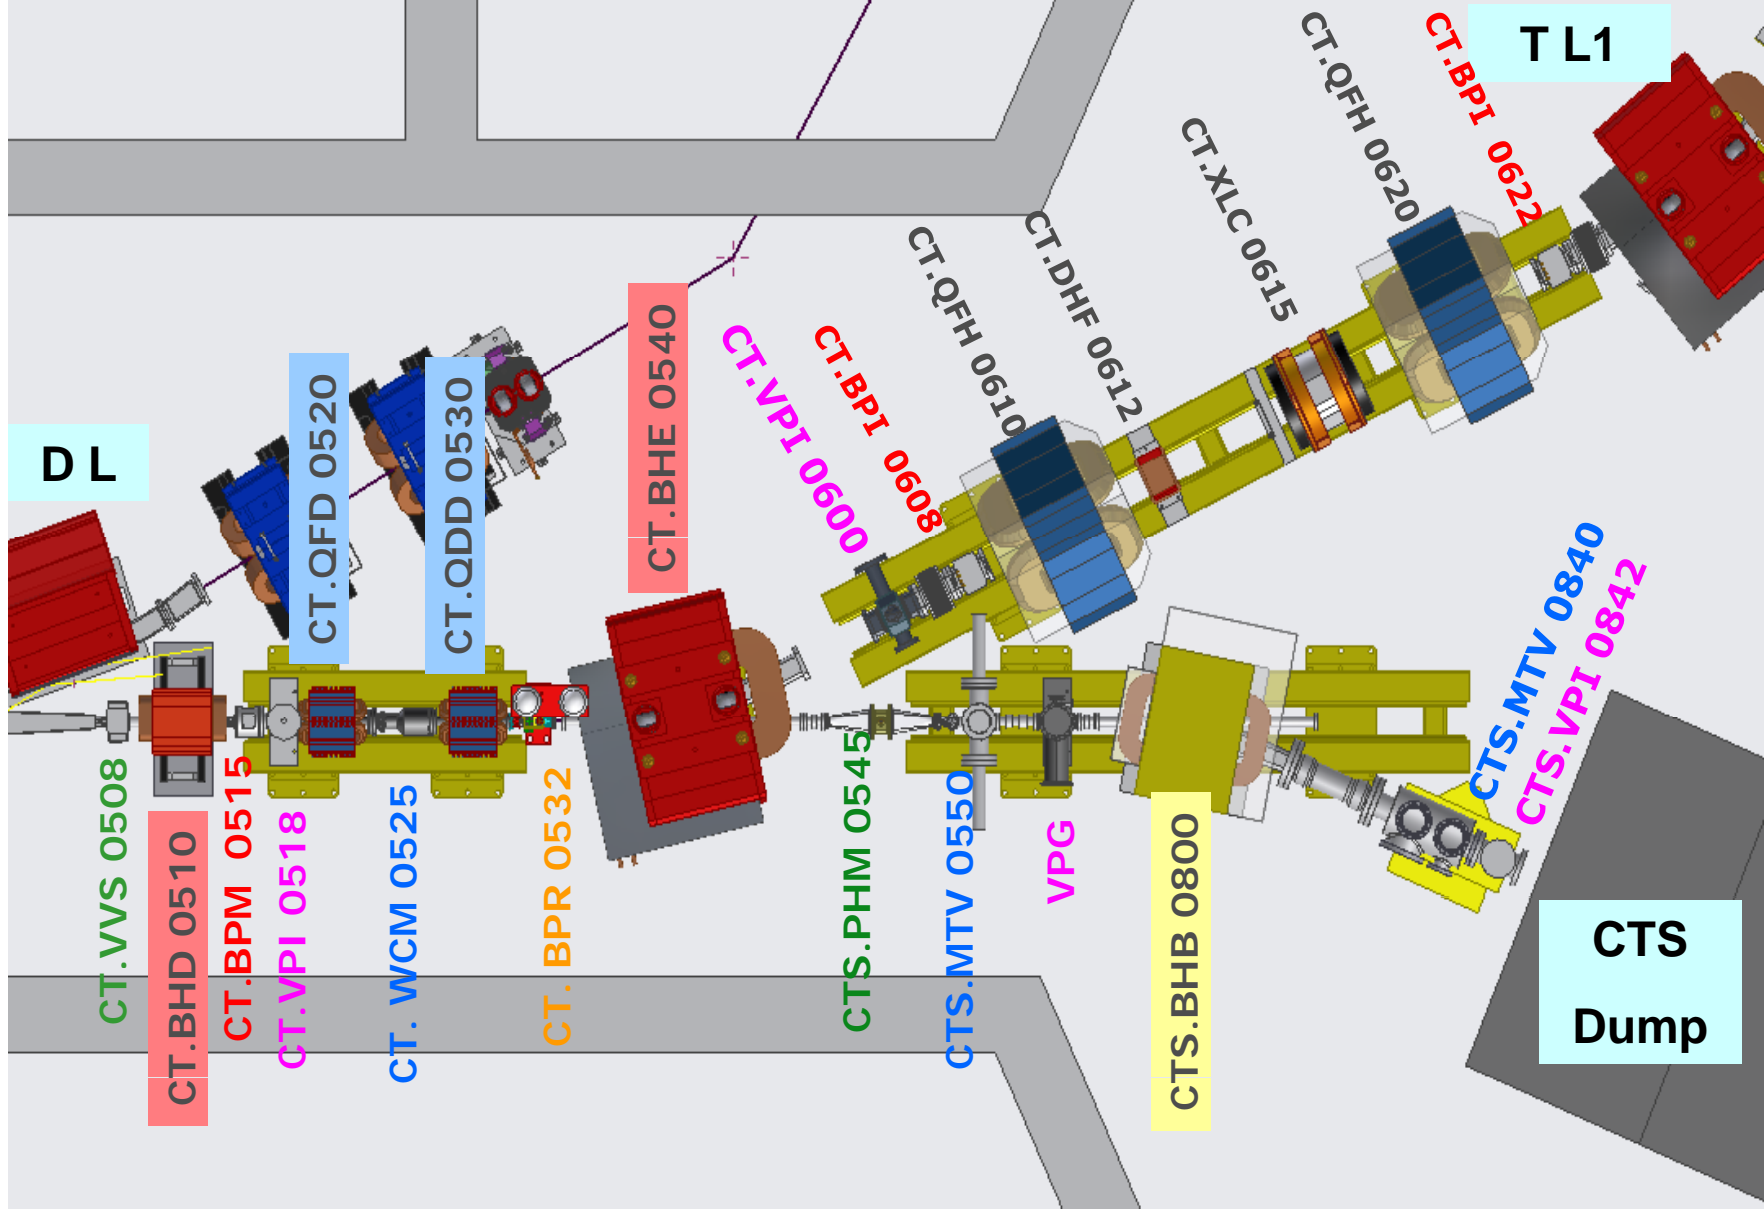 T L1
CT.QFH 0620
CT.BPI 0622
CT.XLC 0615
CT.DHF 0612
CT.QFH 0610
CT.BPI 0608
CT.VPI 0600
CT.BHE 0540
CT.QDD 0530
CT.QFD 0520
D L
CT.VVS 0508
CT.BHD 0510
CT.BPM 0515
CT.VPI 0518
CT. WCM 0525
CT. BPR 0532
CTS.PHM 0545
CTS.MTV 0550
VPG
CTS.BHB 0800
CTS.MTV 0840
CTS.VPI 0842
CTS
Dump